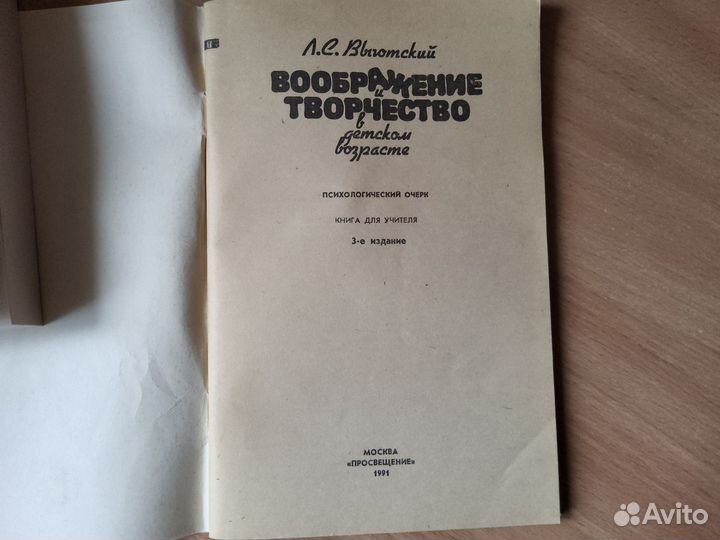 Л.С. Выготский
ВООБРАЖЕНИЕ
и
ТВОРЧЕСТВО
в
детском
возрасте
ПСИХОЛОГИЧЕСКИЙ ОЧЕРК
КНИГА ДЛЯ УЧИТЕЛЯ
3-е издание
МОСКВА
«ПРОСВЕЩЕНИЕ»
1991
Avito